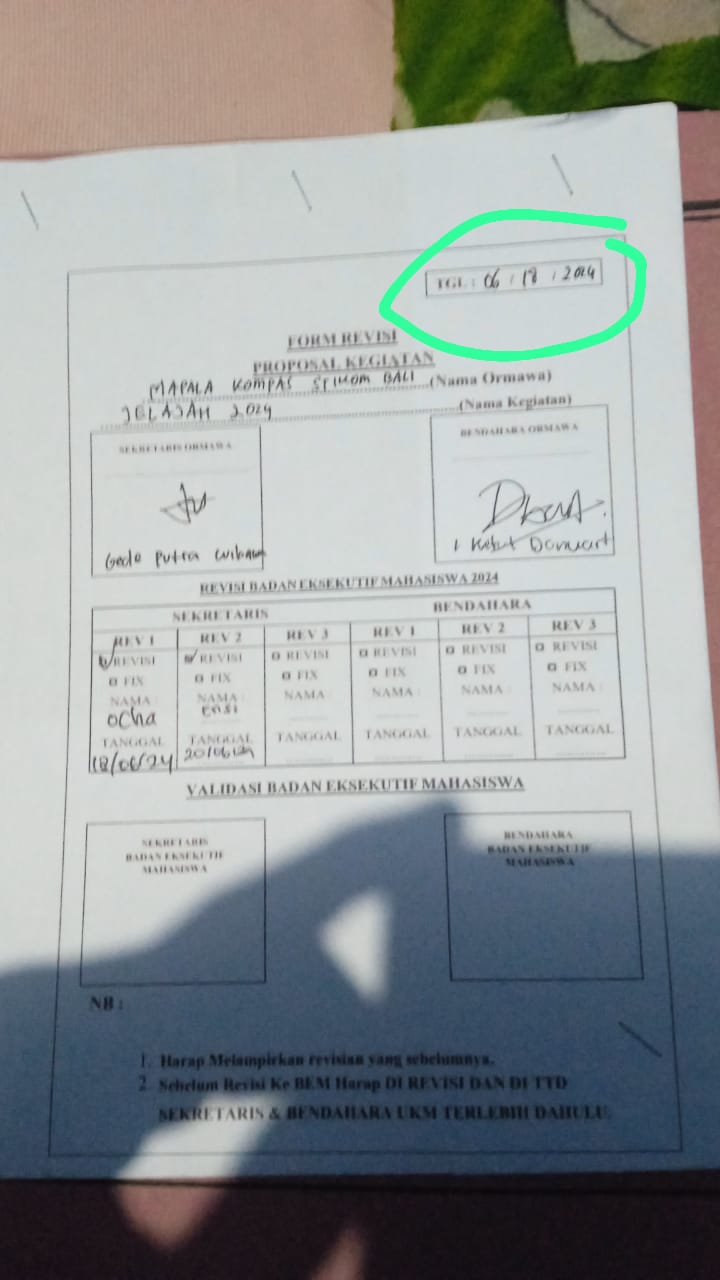 TGL : 06 / 18 / 2024
FORM REVISI
PROPOSAL KEGIATAN
MAPALA KOMPAS STIKOM BALI (Nama Ormawa)
JELAJAH 2024 (Nama Kegiatan)
SEKRETARIS ORMAWA
BENDAHARA ORMAWA
Gede Putra
I Ketut
REVISI BADAN EKSEKUTIF MAHASISWA 2024
SEKRETARIS BENDAHARA
REV 1 REV 2 REV 3 REV 1 REV 2 REV 3
REVISI REVISI REVISI REVISI REVISI REVISI
FIX FIX FIX FIX FIX FIX
NAMA : NAMA : NAMA : NAMA : NAMA : NAMA :
ocha
TANGGAL TANGGAL TANGGAL TANGGAL TANGGAL TANGGAL
18/06/24 20/06/24
VALIDASI BADAN EKSEKUTIF MAHASISWA
SEKRETARIS
BADAN EKSEKUTIF
MAHASISWA
BENDAHARA
BADAN EKSEKUTIF
MAHASISWA
NB :
1. Harap Melampirkan revisian yang sebelumnya.
2. Sebelum Revisi Ke BEM Harap DI REVISI DAN DI TTD
SEKRETARIS & BENDAHARA UKM TERLEBIH DAHULU.